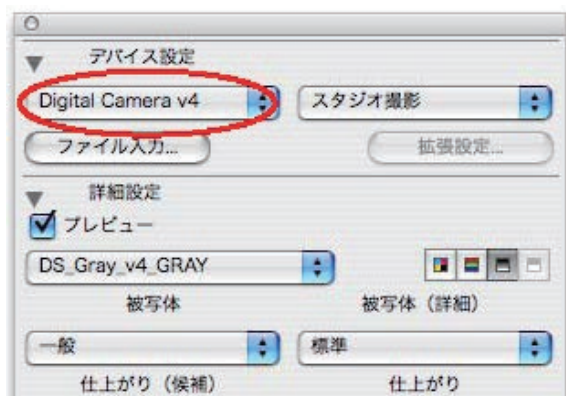 デバイス設定
Digital Camera v4 スタジオ撮影
ファイル入力... 拡張設定...
詳細設定
プレビュー
DS_Gray_v4_GRAY
被写体 被写体（詳細）
一般 標準
仕上がり（候補） 仕上がり